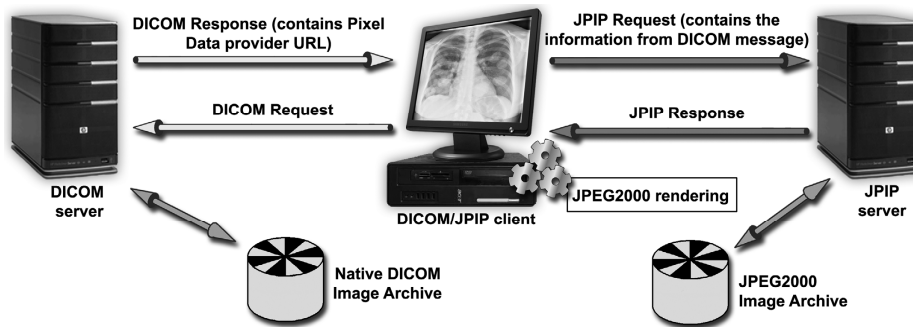 DICOM Response (contains Pixel
Data provider URL)
JPIP Request (contains the
information from DICOM message)
DICOM Request
JPIP Response
JPEG2000 rendering
DICOM
server
DICOM/JPIP client
JPIP
server
Native DICOM
Image Archive
JPEG2000
Image Archive